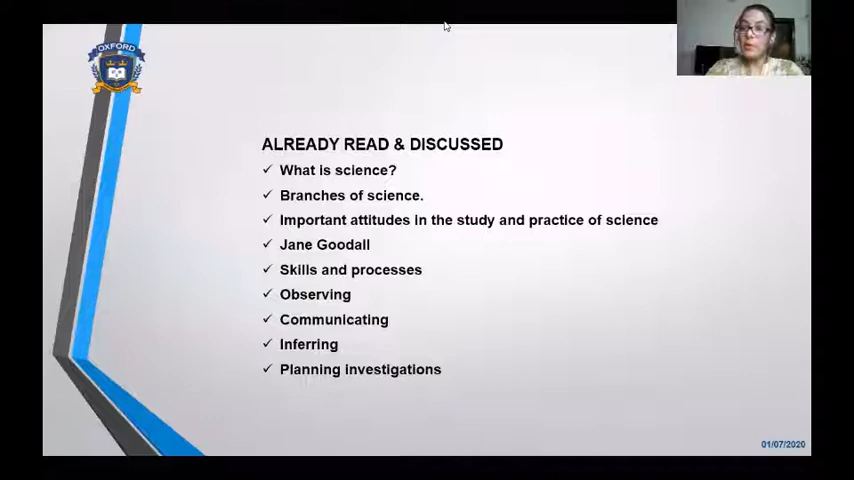 OXFORD
ALREADY READ & DISCUSSED
✓ What is science?
✓ Branches of science.
✓ Important attitudes in the study and practice of science
✓ Jane Goodall
✓ Skills and processes
✓ Observing
✓ Communicating
✓ Inferring
✓ Planning investigations
01/07/2020